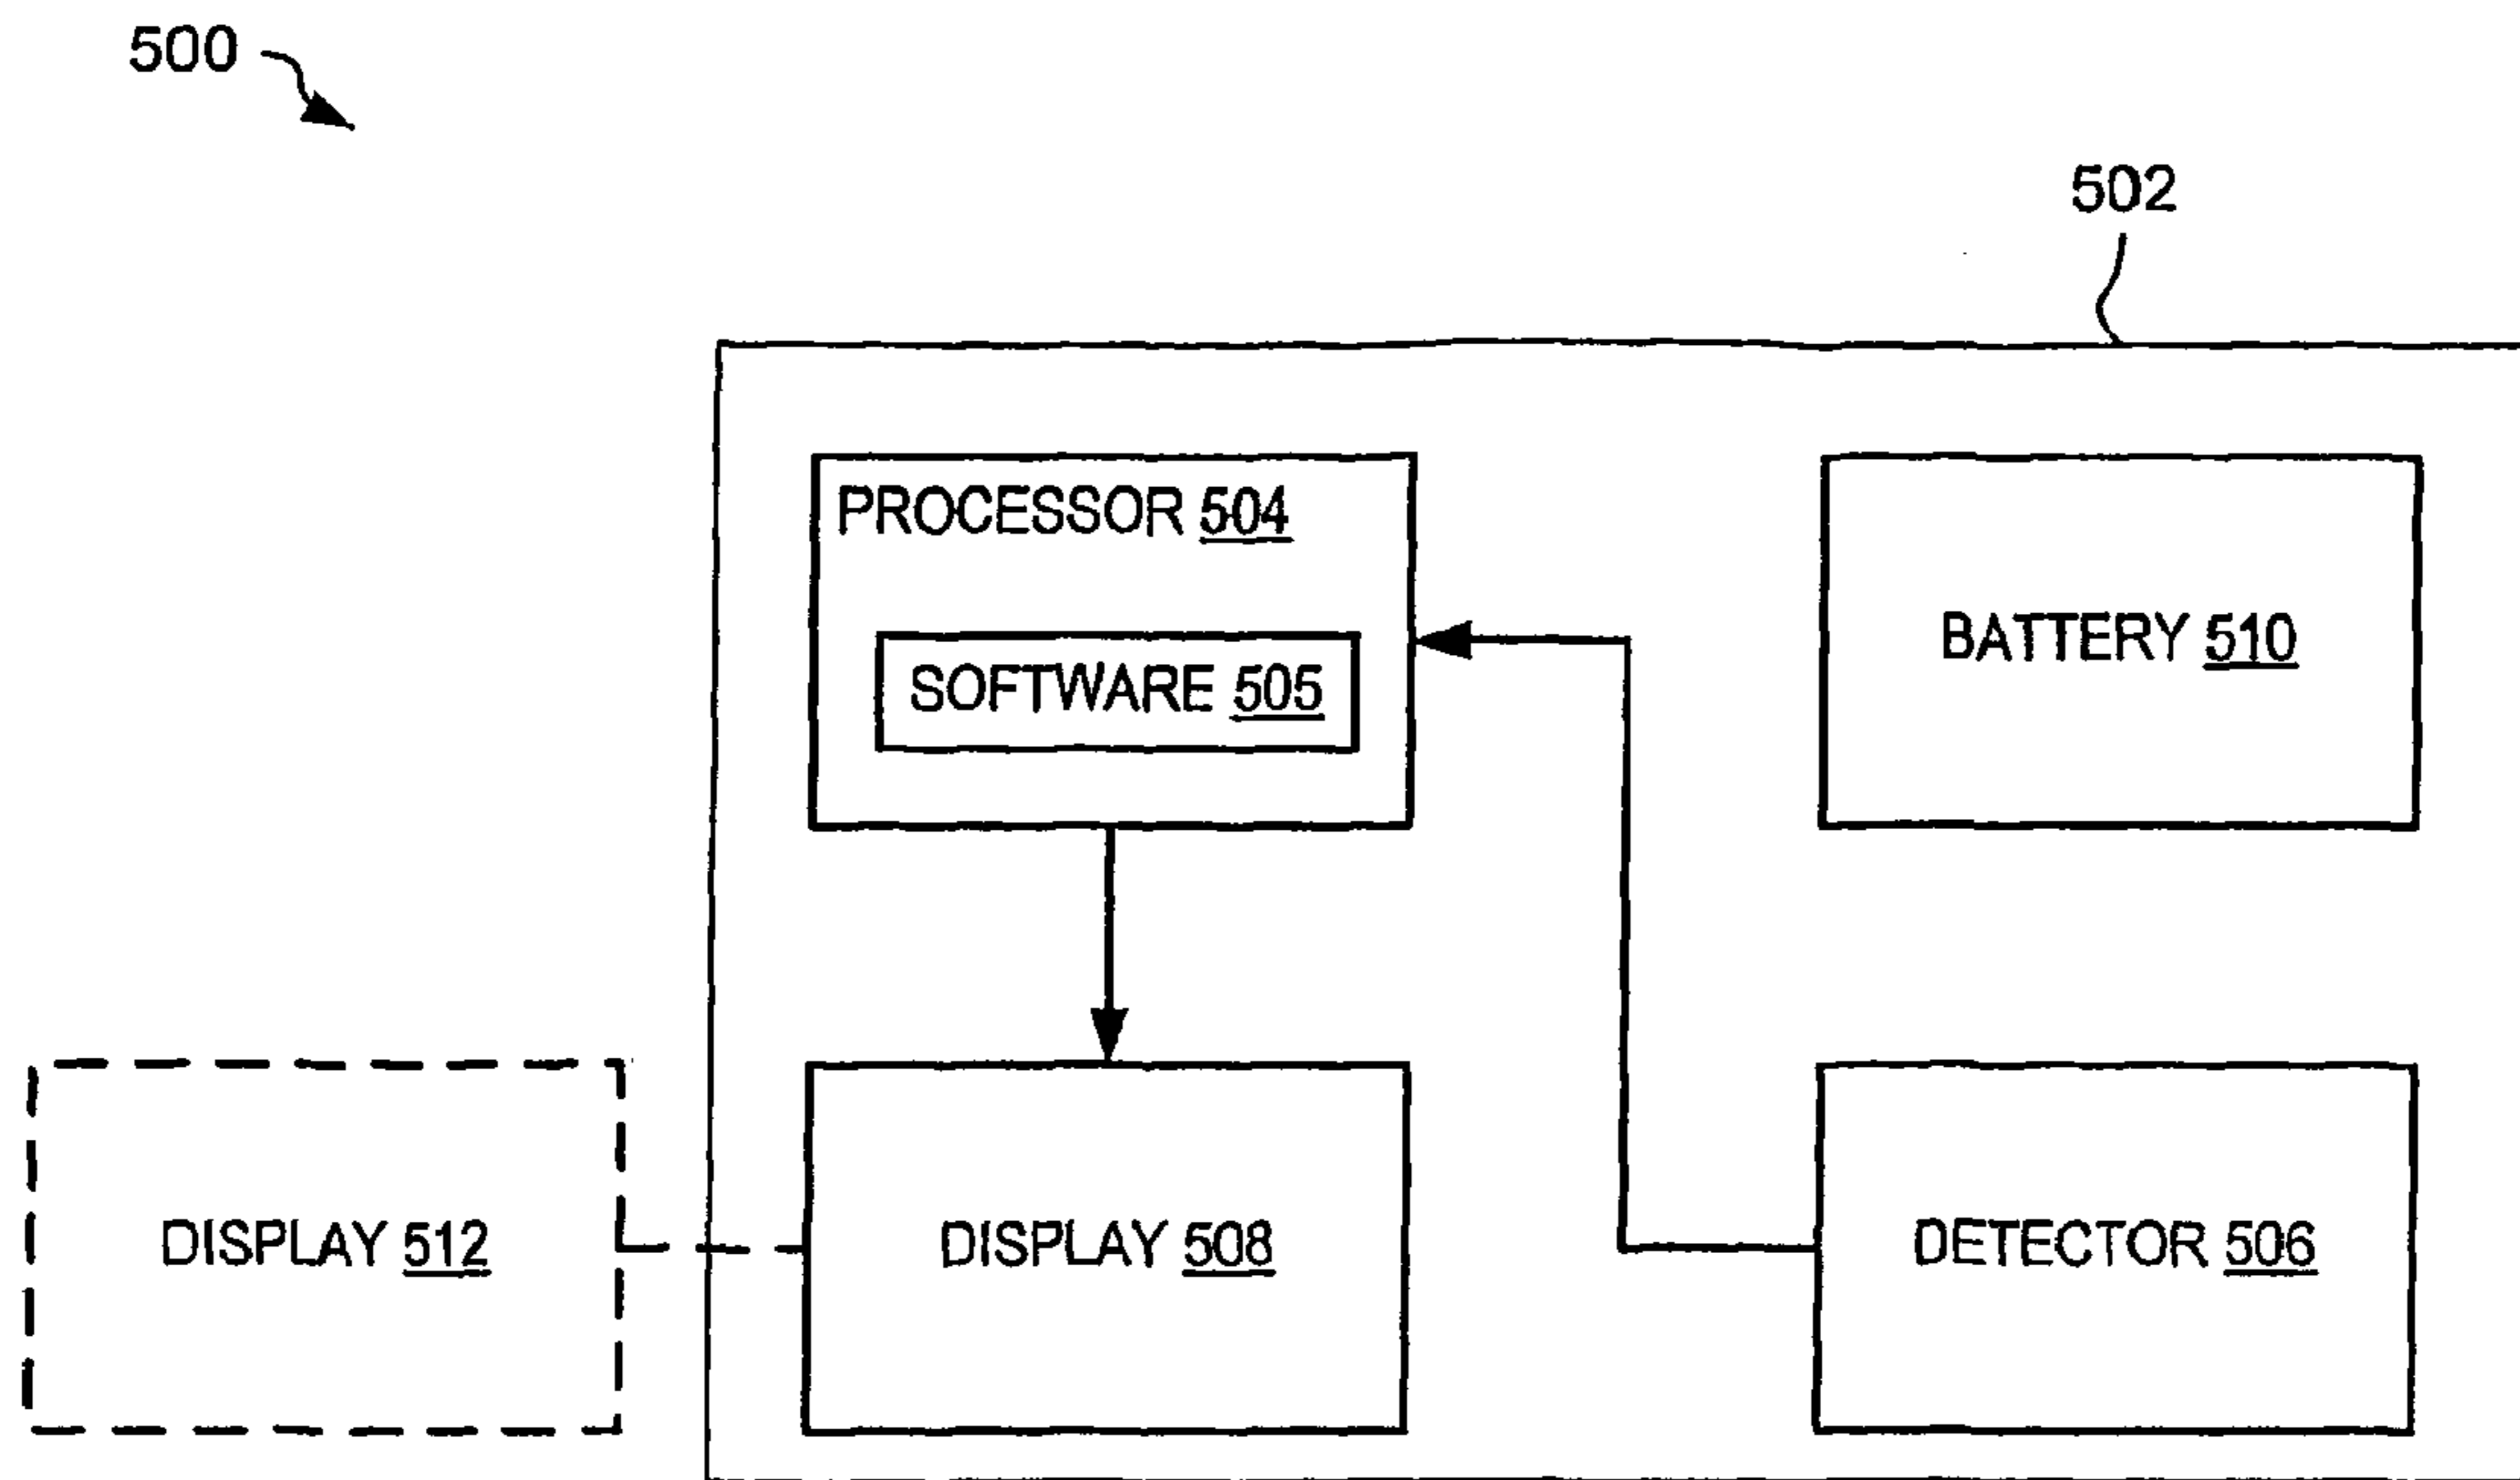 500
502
PROCESSOR 504
SOFTWARE 505
BATTERY 510
DISPLAY 512
DISPLAY 508
DETECTOR 506